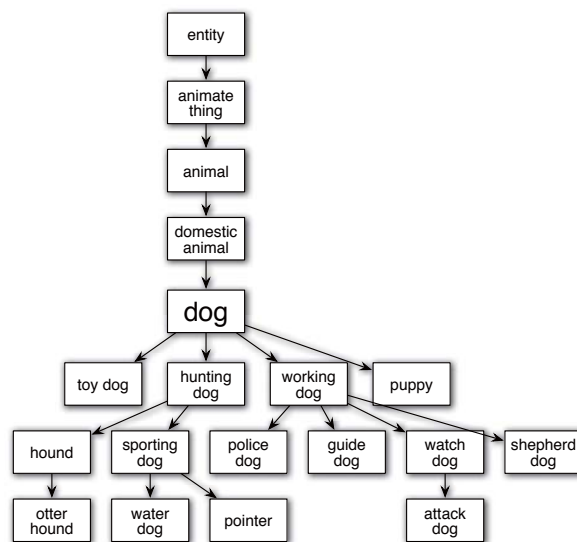 entity
animate
thing
animal
domestic
animal
dog
toy dog
hunting
dog
working
dog
puppy
hound
sporting
dog
police
dog
guide
dog
watch
dog
shepherd
dog
otter
hound
water
dog
pointer
attack
dog